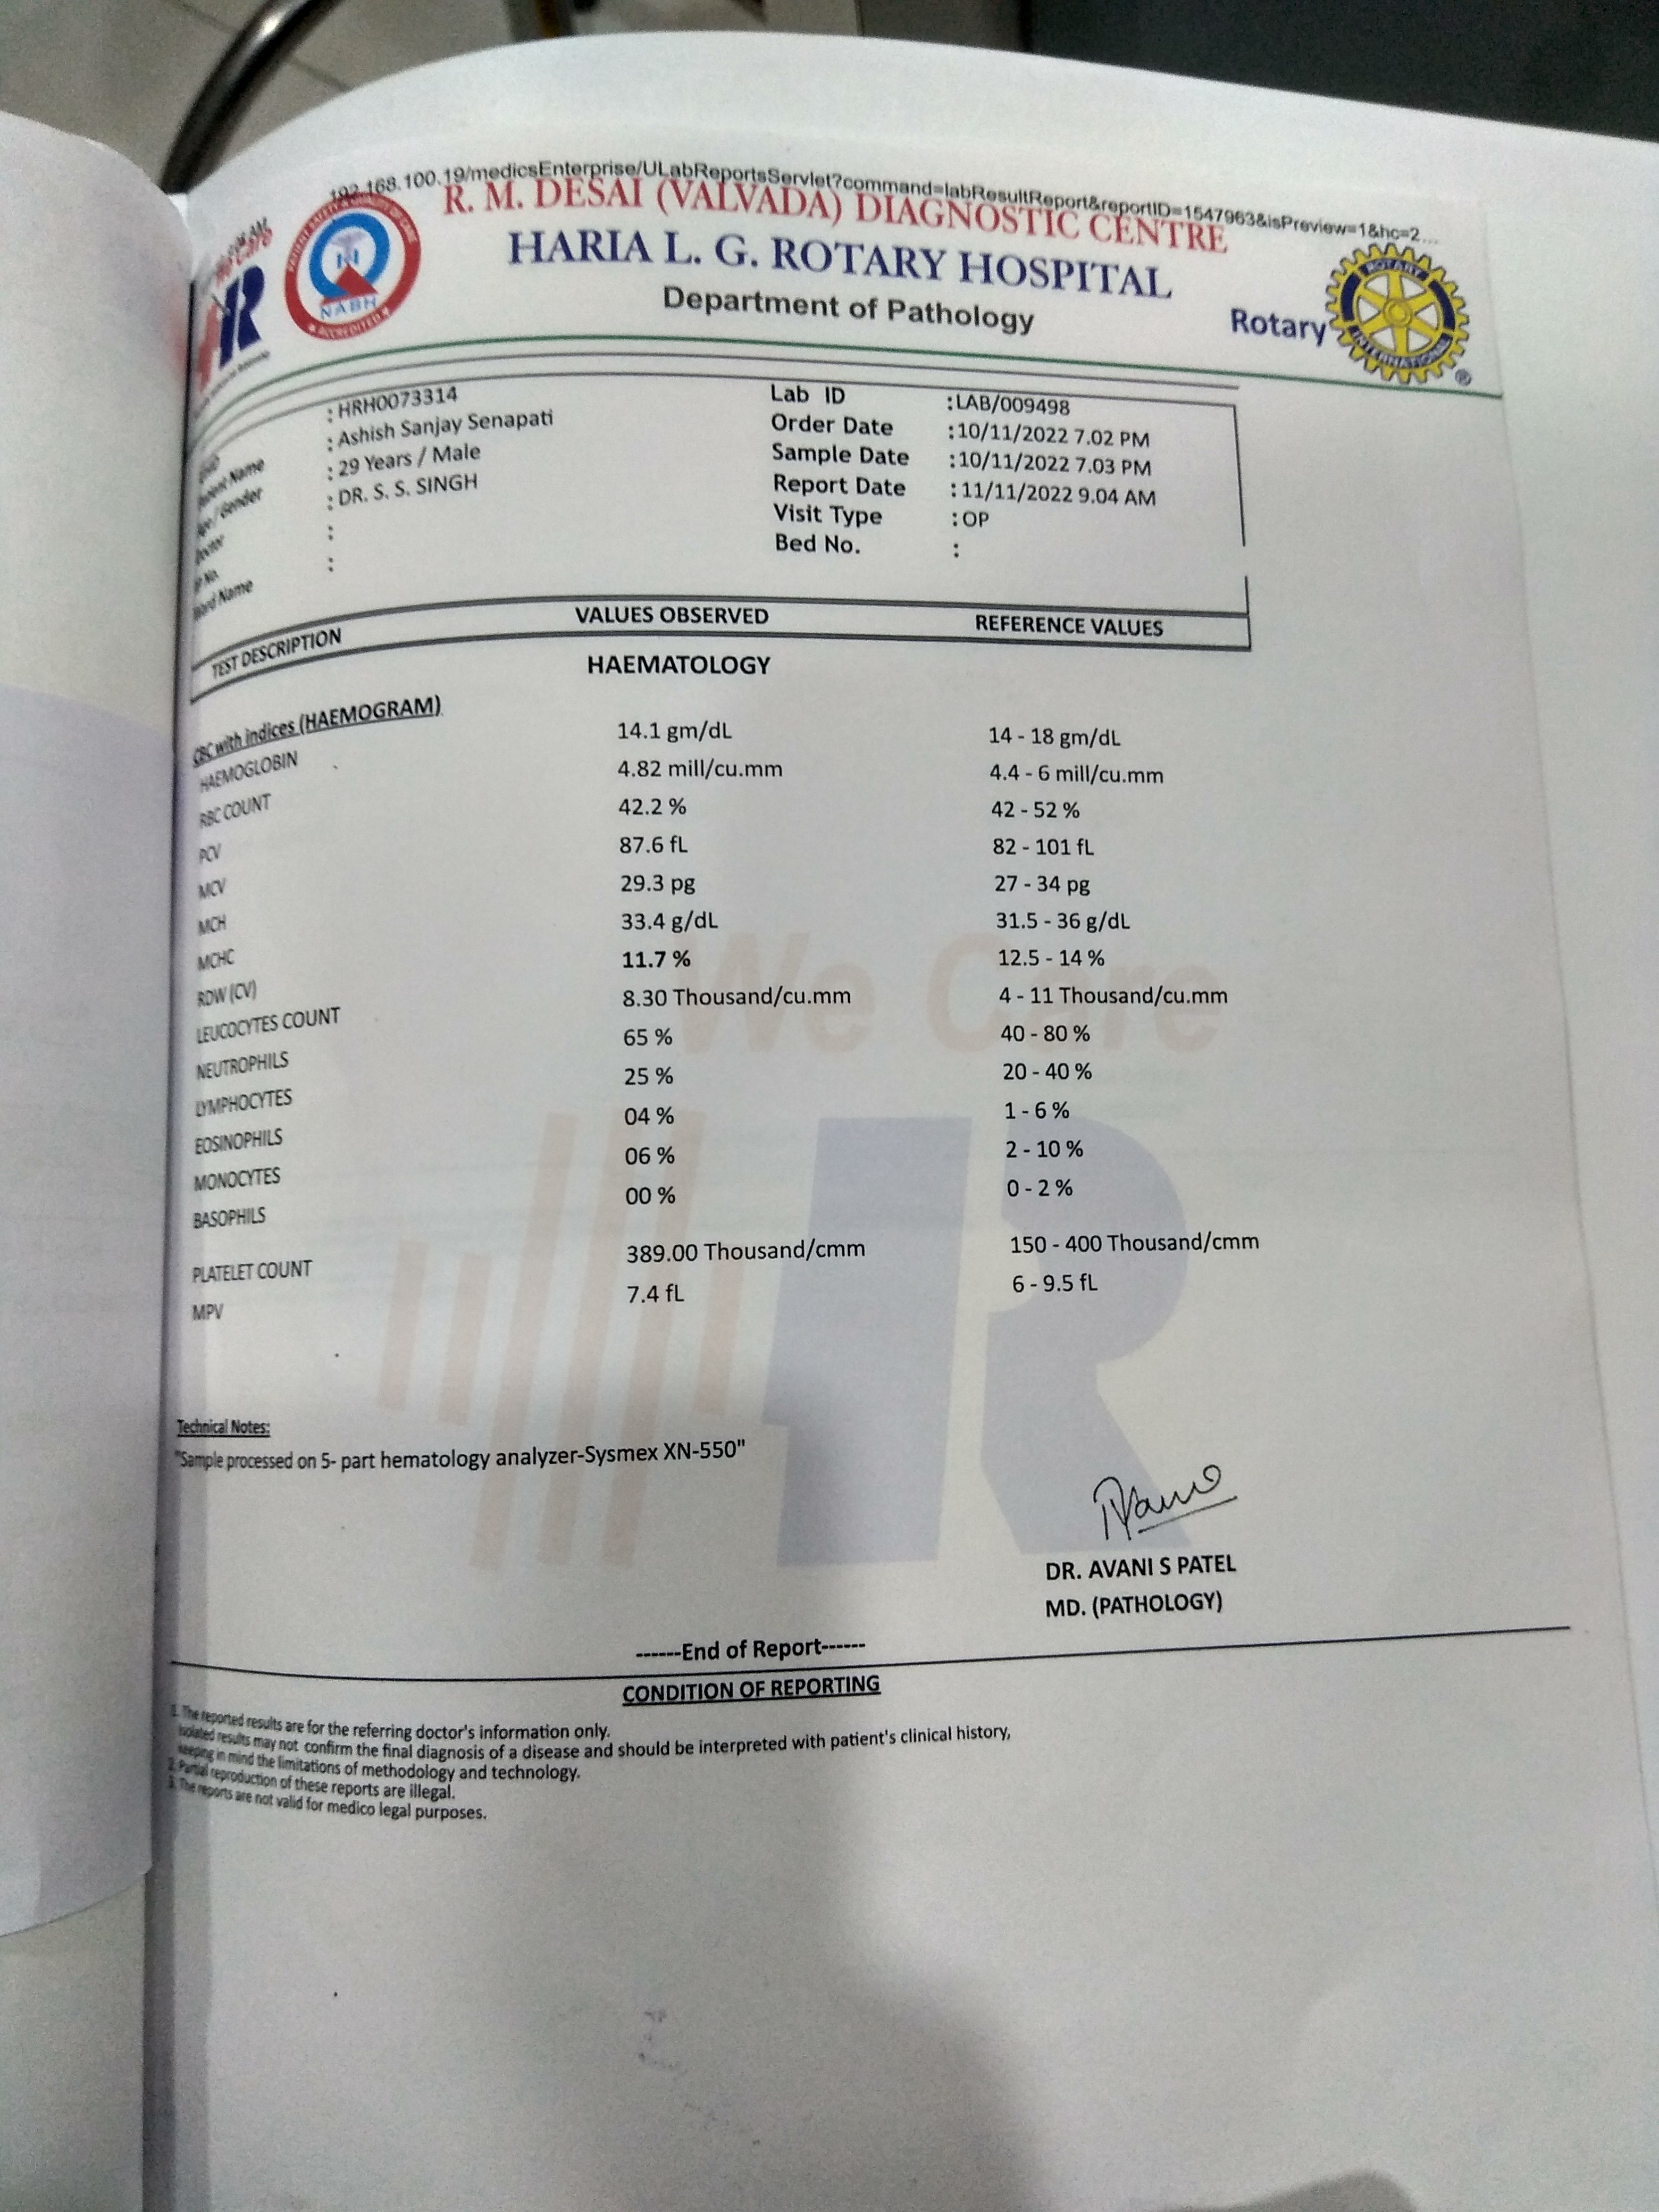 192.168.100.19/medicsEnterprise/ULabReportsServlet?command=labResultReport&reportID=1547963&isPreview=1&hc=2...
R. M. DESAI (VALVADA) DIAGNOSTIC CENTRE
HARIA L. G. ROTARY HOSPITAL
Department of Pathology
NABH
ACCREDITED
Rotary
ROTARY
INTERNATIONAL
®
: HRH0073314 Lab ID :LAB/009498
Patient Name : Ashish Sanjay Senapati Order Date :10/11/2022 7.02 PM
Age / Gender : 29 Years / Male Sample Date :10/11/2022 7.03 PM
Doctor : DR. S. S. SINGH Report Date :11/11/2022 9.04 AM
No. : Visit Type :OP
Ward Name : Bed No. :
TEST DESCRIPTION VALUES OBSERVED REFERENCE VALUES
HAEMATOLOGY
CBC with indices (HAEMOGRAM)
HAEMOGLOBIN 14.1 gm/dL 14 - 18 gm/dL
RBC COUNT 4.82 mill/cu.mm 4.4 - 6 mill/cu.mm
PCV 42.2 % 42 - 52 %
MCV 87.6 fL 82 - 101 fL
MCH 29.3 pg 27 - 34 pg
MCHC 33.4 g/dL 31.5 - 36 g/dL
RDW (CV) 11.7 % 12.5 - 14 %
LEUCOCYTES COUNT 8.30 Thousand/cu.mm 4 - 11 Thousand/cu.mm
NEUTROPHILS 65 % 40 - 80 %
LYMPHOCYTES 25 % 20 - 40 %
EOSINOPHILS 04 % 1 - 6 %
MONOCYTES 06 % 2 - 10 %
BASOPHILS 00 % 0 - 2 %
PLATELET COUNT 389.00 Thousand/cmm 150 - 400 Thousand/cmm
MPV 7.4 fL 6 - 9.5 fL
We Care
Technical Notes:
"Sample processed on 5- part hematology analyzer-Sysmex XN-550"
DR. AVANI S PATEL
MD. (PATHOLOGY)
------End of Report------
CONDITION OF REPORTING
1. The reported results are for the referring doctor's information only.
Isolated results may not confirm the final diagnosis of a disease and should be interpreted with patient's clinical history,
keeping in mind the limitations of methodology and technology.
2. Partial reproduction of these reports are illegal.
3. The reports are not valid for medico legal purposes.